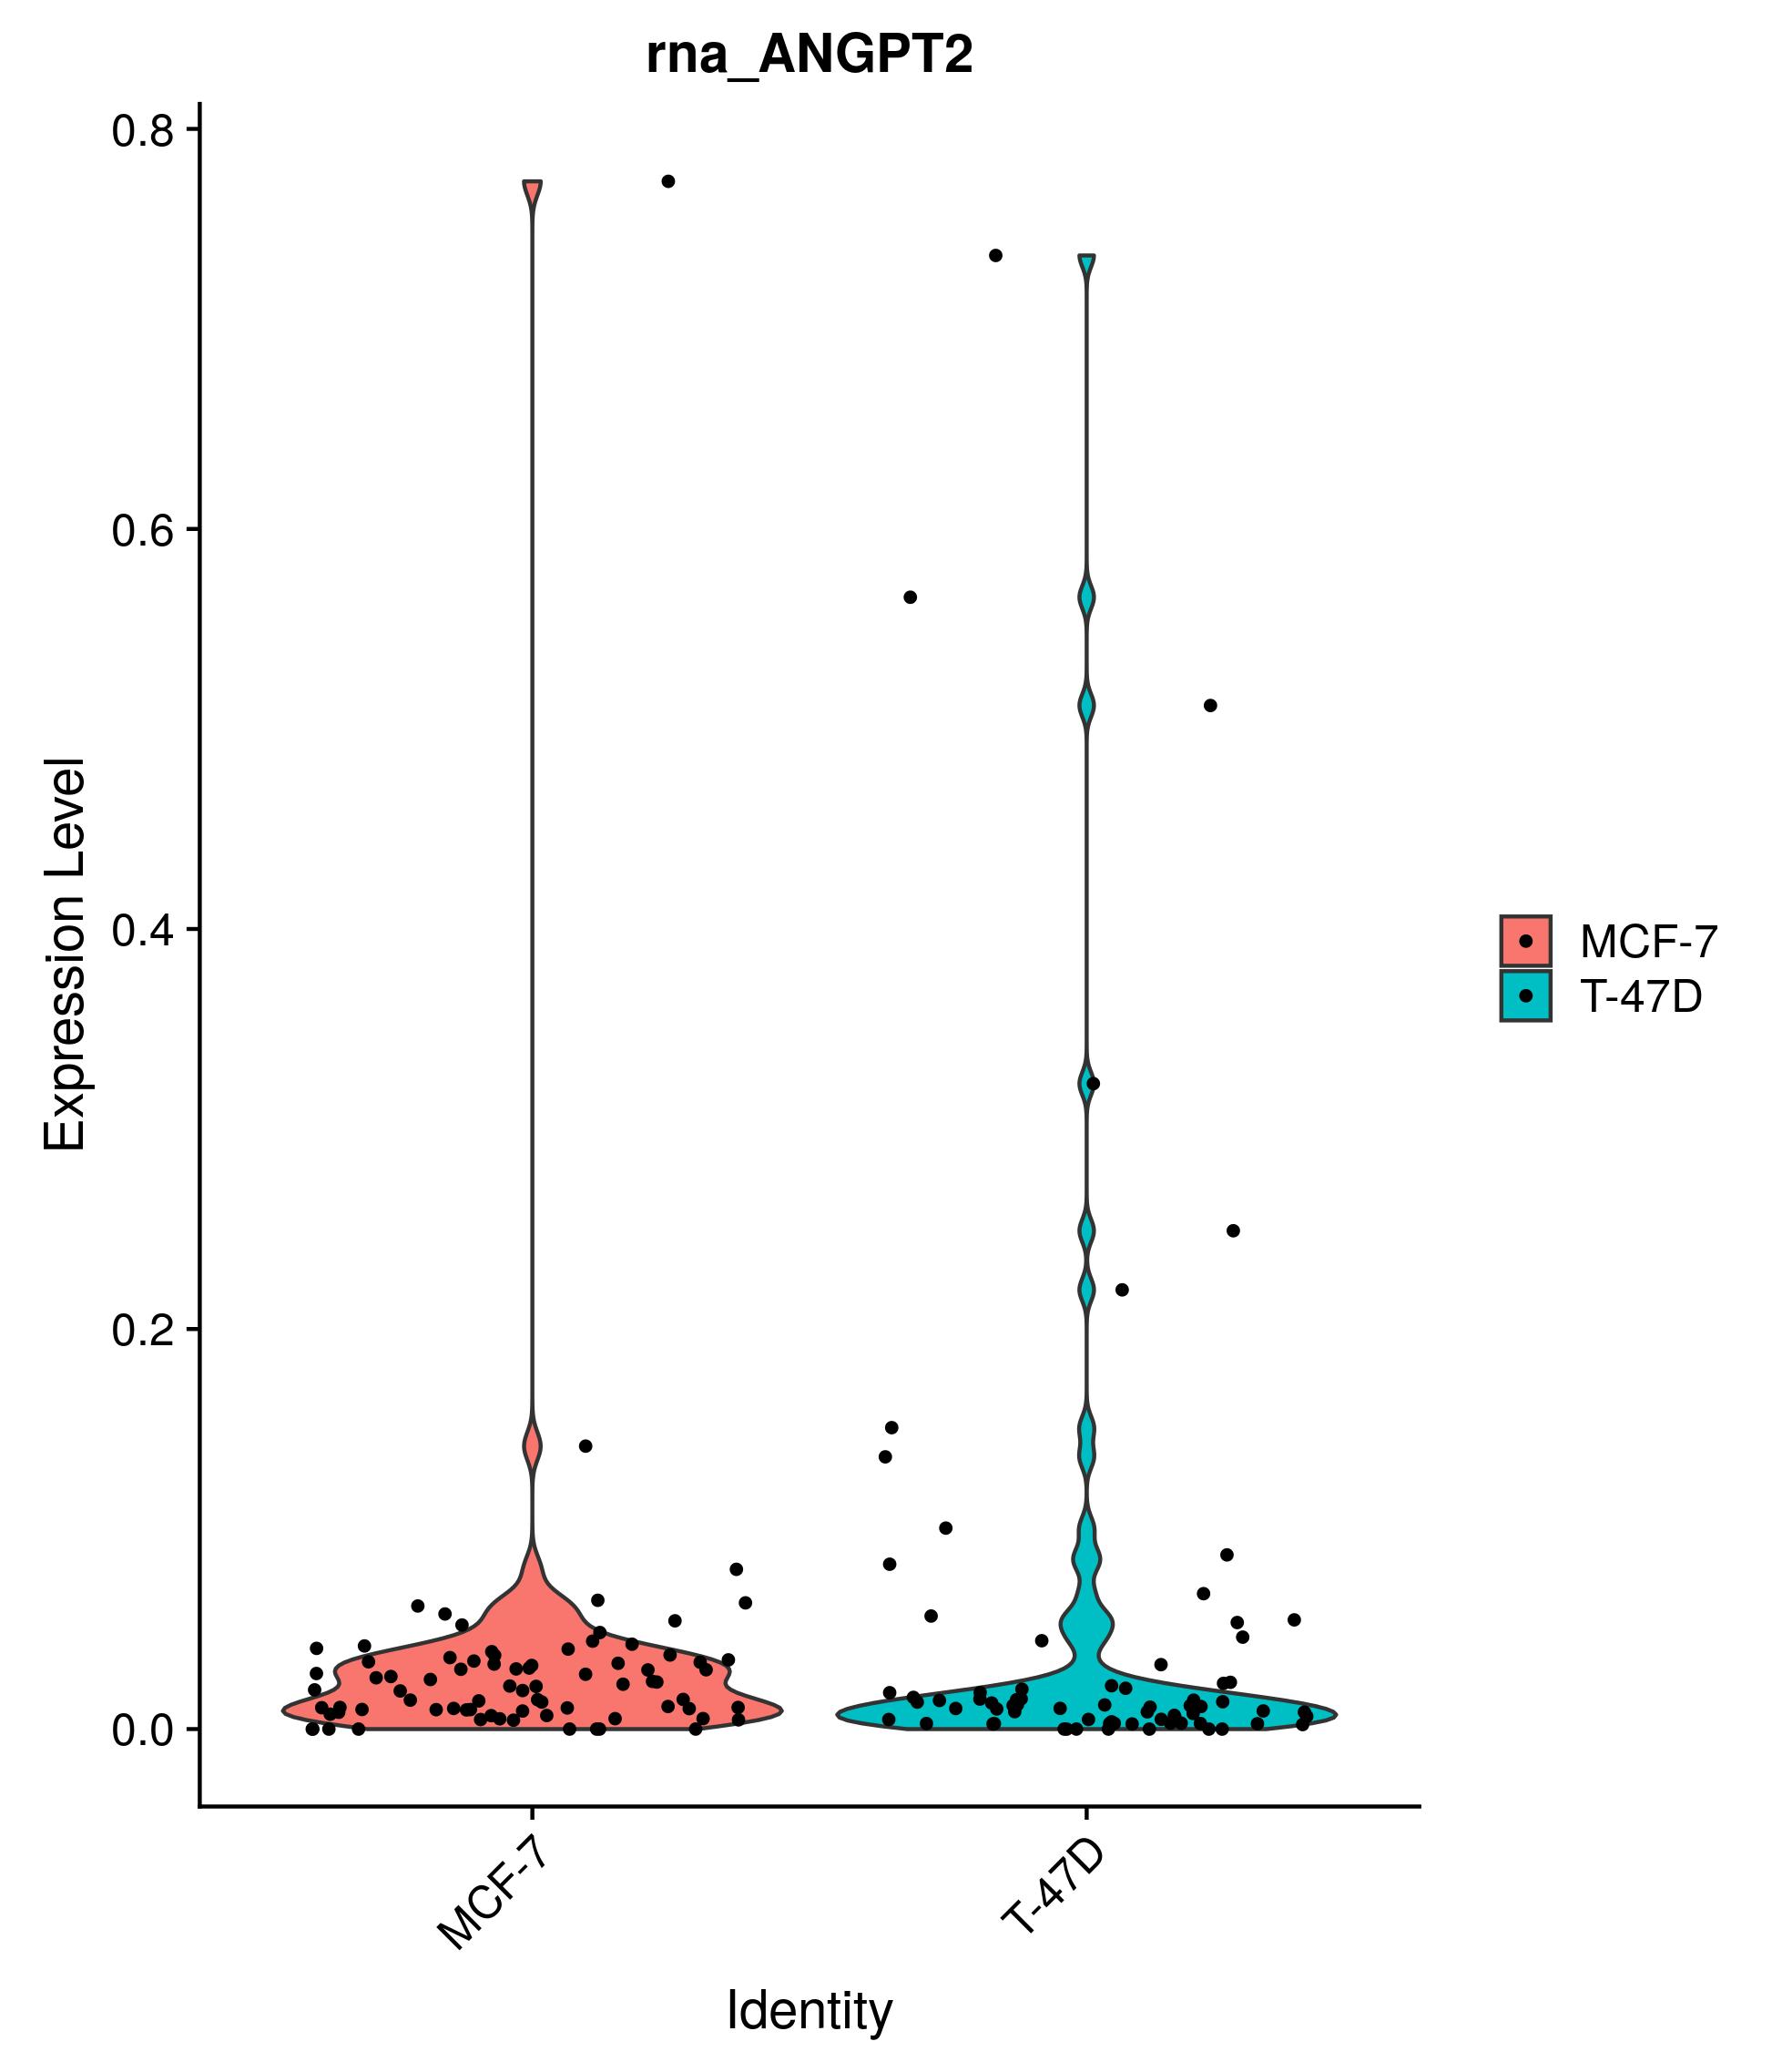 rna_ANGPT2
0.8
0.6
0.4
0.2
0.0
Expression Level
MCF-7
T-47D
Identity
MCF-7
T-47D